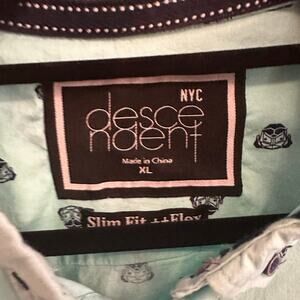 NYC
desce
ndent
Made in China
XL
Slim Fit ++Flex